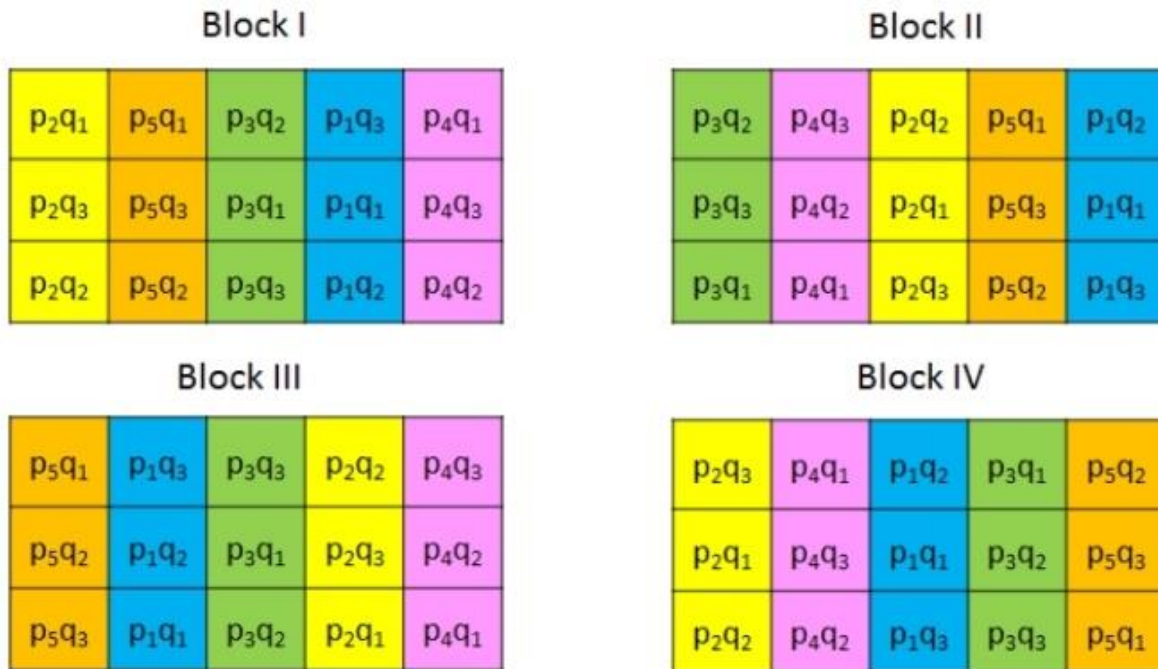 Block I Block II
p₂q₁ p₅q₁ p₃q₂ p₁q₃ p₄q₁ p₃q₂ p₄q₃ p₂q₂ p₅q₁ p₁q₂
p₂q₃ p₅q₃ p₃q₁ p₁q₁ p₄q₃ p₃q₃ p₄q₂ p₂q₁ p₅q₃ p₁q₁
p₂q₂ p₅q₂ p₃q₃ p₁q₂ p₄q₂ p₃q₁ p₄q₁ p₂q₃ p₅q₂ p₁q₃
Block III Block IV
p₅q₁ p₁q₃ p₃q₃ p₂q₂ p₄q₃ p₂q₃ p₄q₁ p₁q₂ p₃q₁ p₅q₂
p₅q₂ p₁q₂ p₃q₁ p₂q₃ p₄q₂ p₂q₁ p₄q₃ p₁q₁ p₃q₂ p₅q₃
p₅q₃ p₁q₁ p₃q₂ p₂q₁ p₄q₁ p₂q₂ p₄q₂ p₁q₃ p₃q₃ p₅q₁